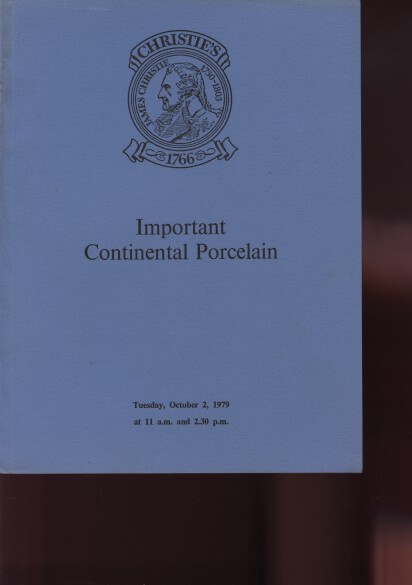 CHRISTIE'S
JAMES CHRISTIE 1730-1803
1766
Important
Continental Porcelain
Tuesday, October 2, 1979
at 11 a.m. and 2.30 p.m.